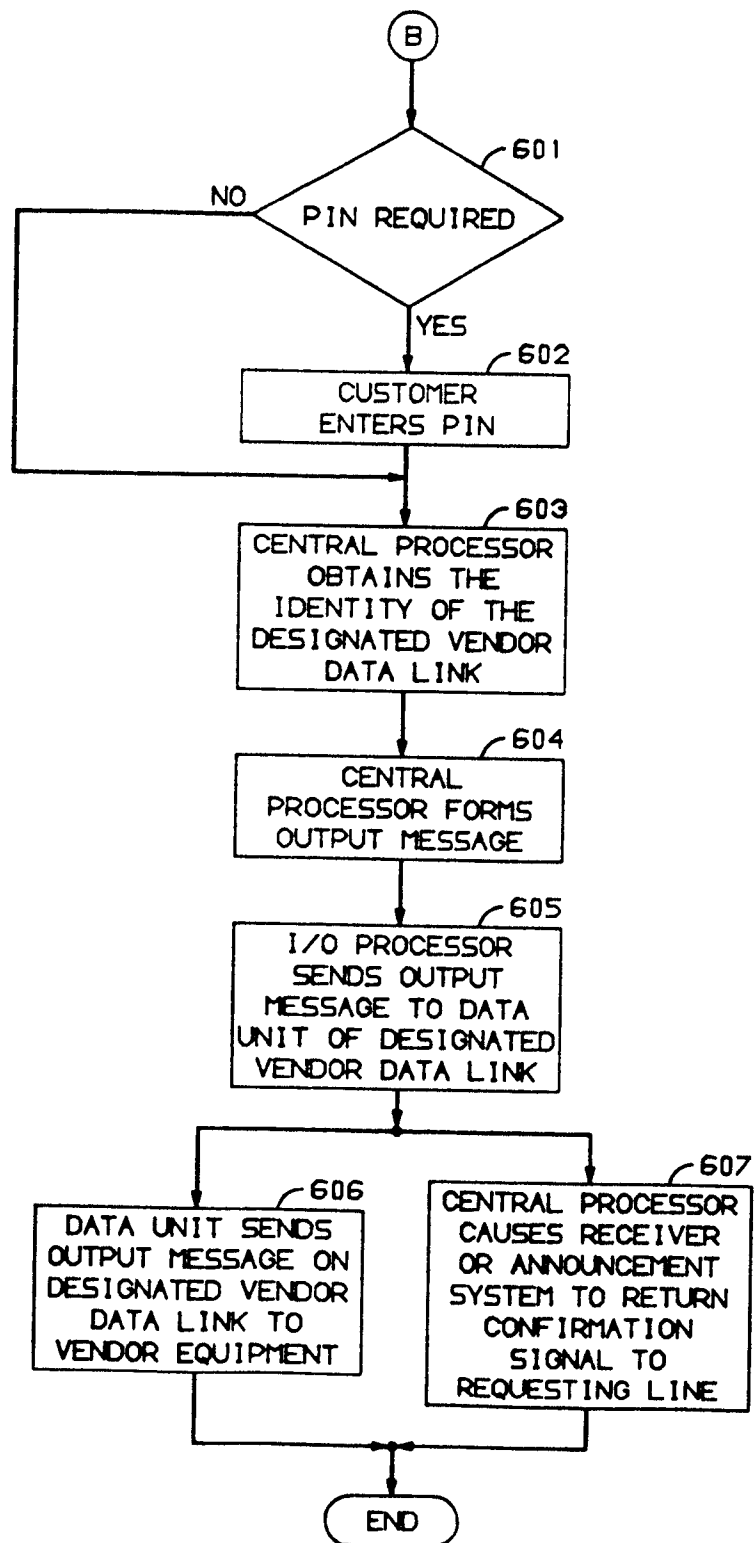 B
601
NO
PIN REQUIRED
YES
602
CUSTOMER
ENTERS PIN
603
CENTRAL PROCESSOR
OBTAINS THE
IDENTITY OF THE
DESIGNATED VENDOR
DATA LINK
604
CENTRAL
PROCESSOR FORMS
OUTPUT MESSAGE
605
I/O PROCESSOR
SENDS OUTPUT
MESSAGE TO DATA
UNIT OF DESIGNATED
VENDOR DATA LINK
606
DATA UNIT SENDS
OUTPUT MESSAGE ON
DESIGNATED VENDOR
DATA LINK TO
VENDOR EQUIPMENT
607
CENTRAL PROCESSOR
CAUSES RECEIVER
OR ANNOUNCEMENT
SYSTEM TO RETURN
CONFIRMATION
SIGNAL TO
REQUESTING LINE
END